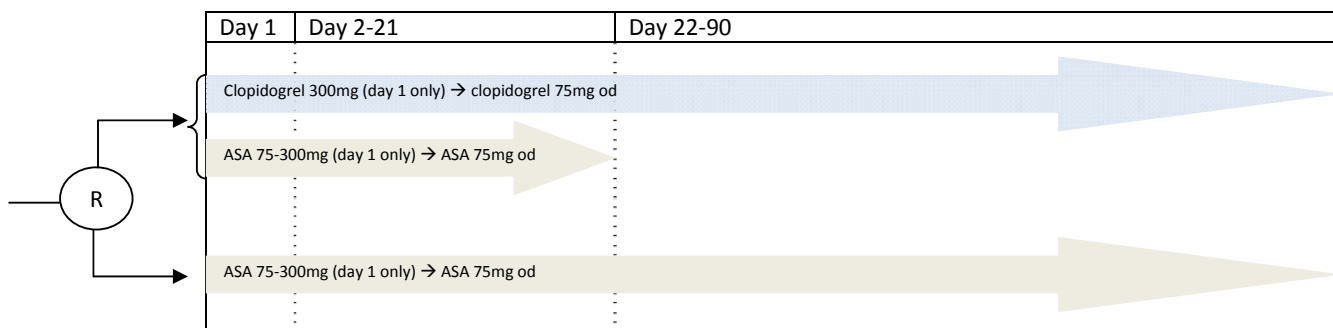 Day 1 Day 2-21 Day 22-90
Clopidogrel 300mg (day 1 only) → clopidogrel 75mg od
ASA 75-300mg (day 1 only) → ASA 75mg od
R
ASA 75-300mg (day 1 only) → ASA 75mg od